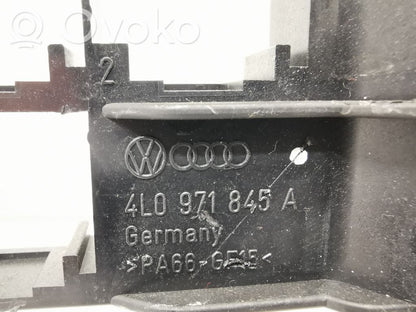 OVOKO
2
4L0 971 845 A
Germany
>PA66-GF15<